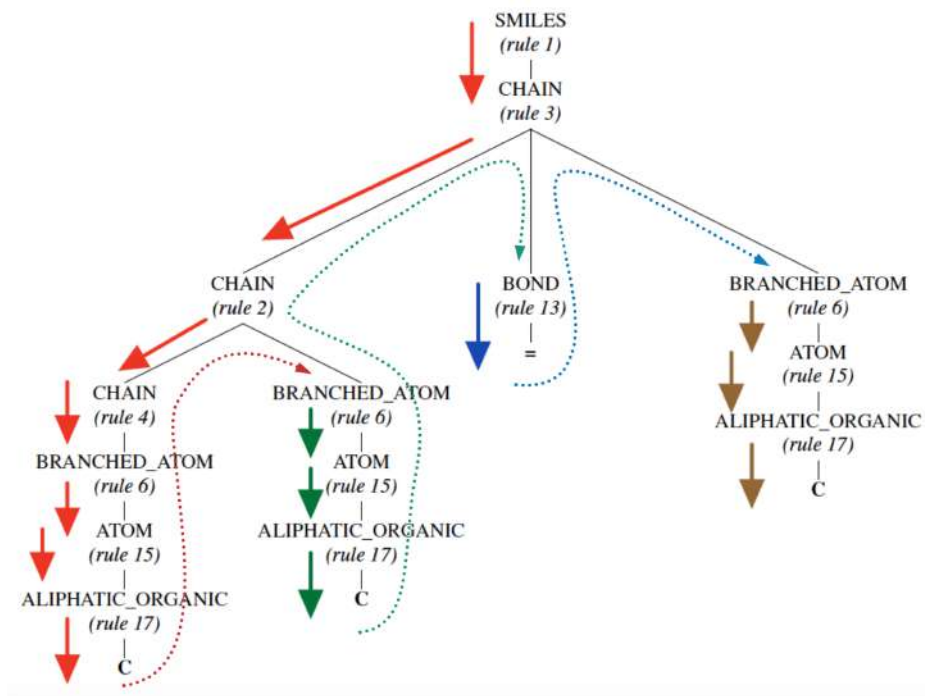 SMILES
(rule 1)
CHAIN
(rule 3)
CHAIN
(rule 2)
BOND
(rule 13)
=
BRANCHED_ATOM
(rule 6)
ATOM
(rule 15)
ALIPHATIC_ORGANIC
(rule 17)
C
CHAIN
(rule 4)
BRANCHED_ATOM
(rule 6)
ATOM
(rule 15)
ALIPHATIC_ORGANIC
(rule 17)
C
BRANCHED_ATOM
(rule 6)
ATOM
(rule 15)
ALIPHATIC_ORGANIC
(rule 17)
C